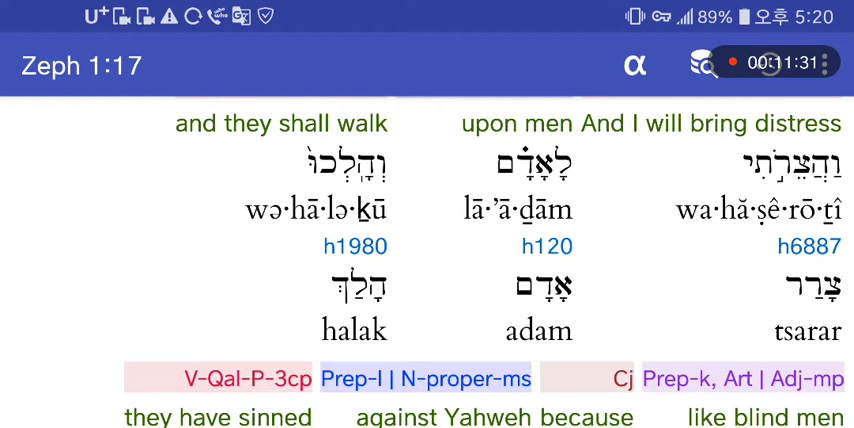 U+ 89% 오후 5:20
Zeph 1:17 α 00:11:31
and they shall walk upon men And I will bring distress
וְהָֽלְכוּ֙ לָאָדָ֗ם וַהֲצֵרֹ֣תִי
wə·hā·lə·ḵū lā·’ā·ḏām wa·hă·ṣê·rō·ṯî
h1980 h120 h6887
הָלַךְ אָדָם צָרַר
halak adam tsarar
V-Qal-P-3cp Prep-l | N-proper-ms Cj Prep-k, Art | Adj-mp
they have sinned against Yahweh because like blind men